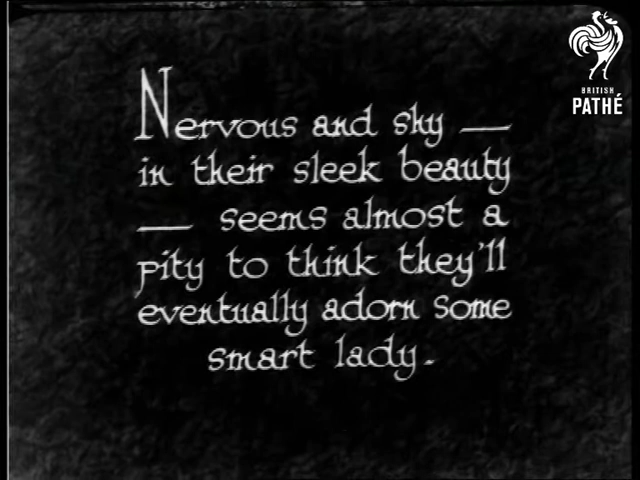 BRITISH
PATHÉ
Nervous and shy —
in their sleek beauty
— seems almost a
pity to think they'll
eventually adorn some
smart lady.